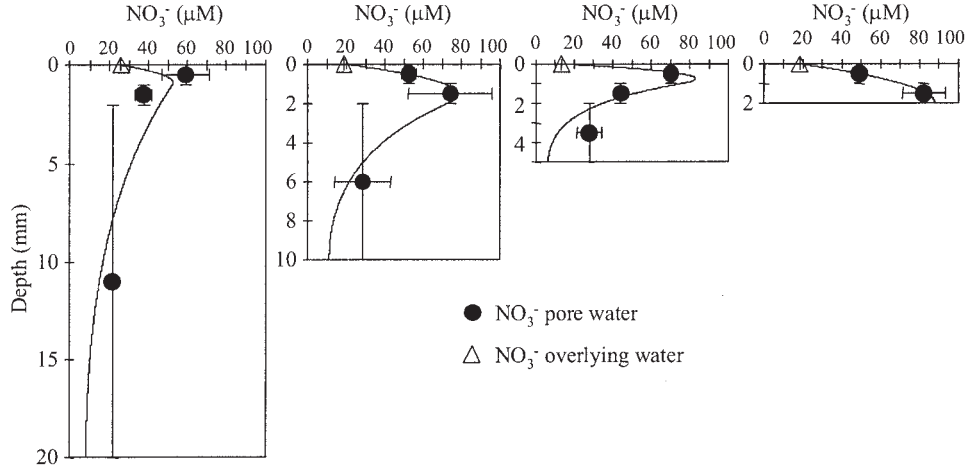 NO₃⁻ (µM) NO₃⁻ (µM) NO₃⁻ (µM) NO₃⁻ (µM)
0 20 40 60 80 100 0 20 40 60 80 100 0 20 40 60 80 100 0 20 40 60 80 100
0 0 0 0
5 2 4 6 8 10 2 4 2
10
15
20
Depth (mm)
NO₃⁻ pore water
NO₃⁻ overlying water